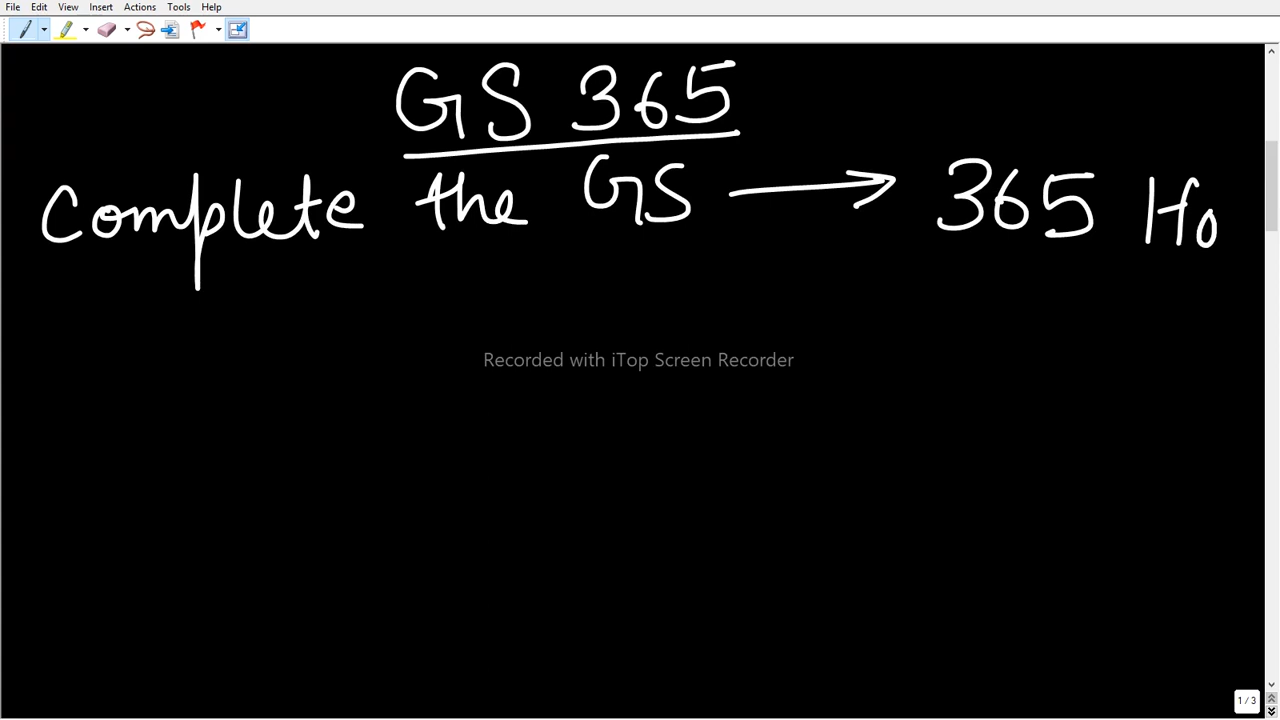 File Edit View Insert Actions Tools Help
GS 365
Complete the GS → 365 Ho
Recorded with iTop Screen Recorder
1 / 3